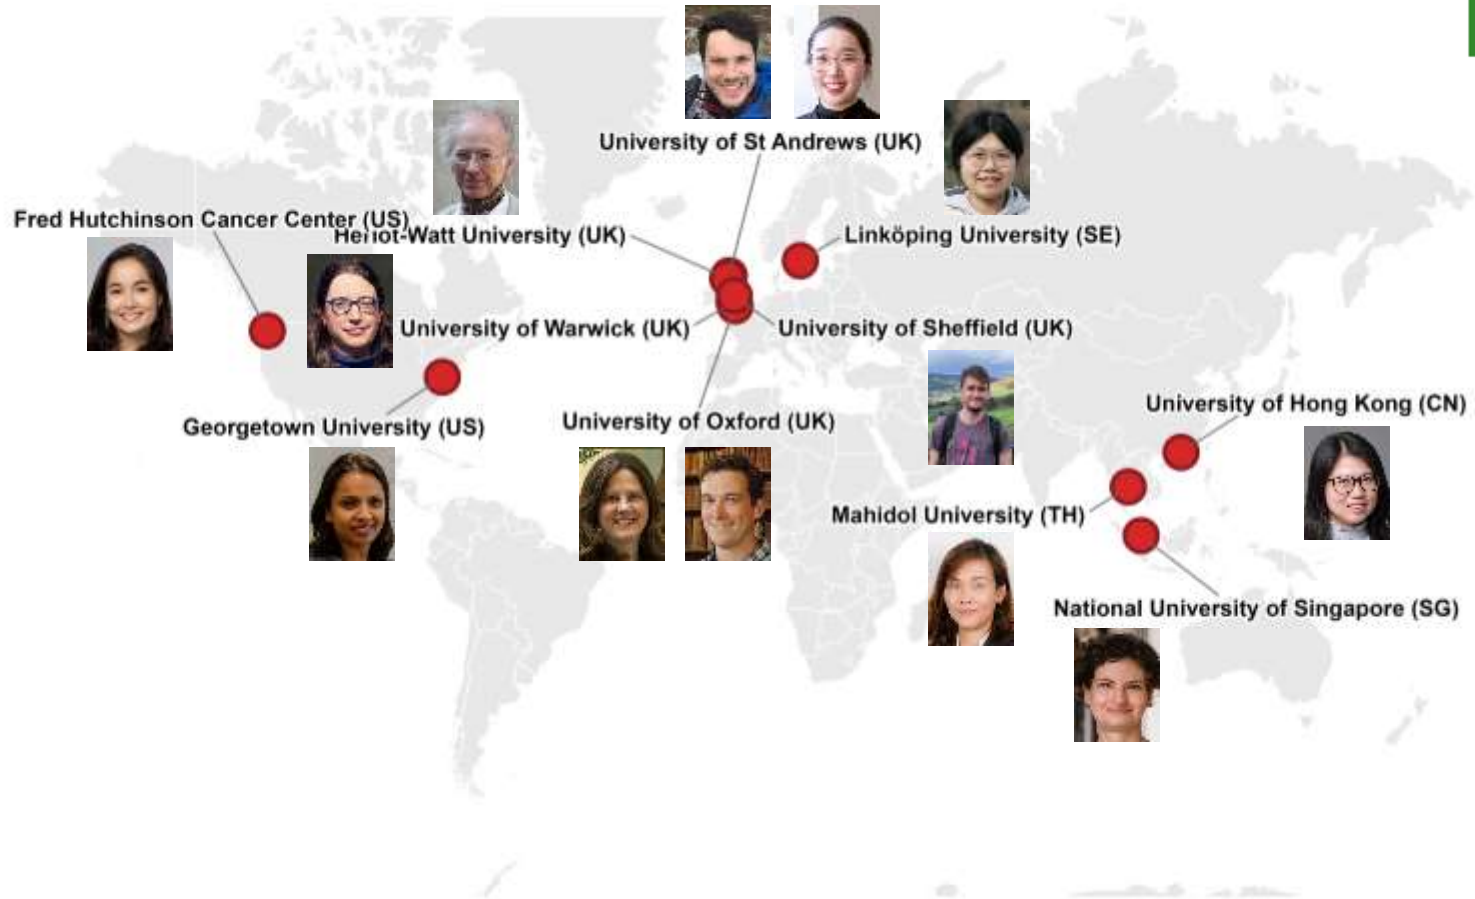 University of St Andrews (UK)
Fred Hutchinson Cancer Center (US)
Heriot-Watt University (UK)
Linköping University (SE)
University of Warwick (UK)
University of Sheffield (UK)
University of Hong Kong (CN)
Georgetown University (US)
University of Oxford (UK)
Mahidol University (TH)
National University of Singapore (SG)